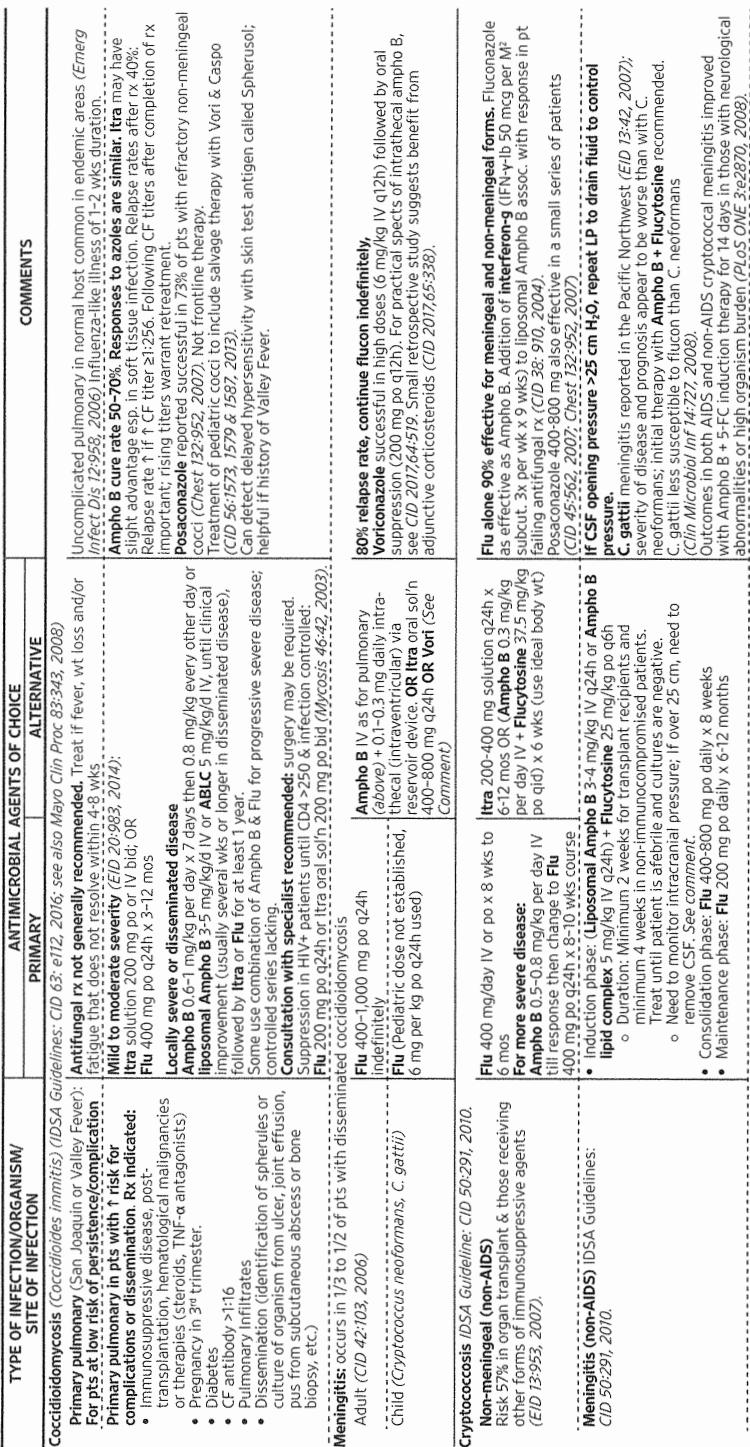 TYPE OF INFECTION/ORGANISM/
SITE OF INFECTION
ANTIMICROBIAL AGENTS OF CHOICE
PRIMARY
ALTERNATIVE
COMMENTS
Coccidioidomycosis (Coccidioides immitis) (IDSA Guidelines: CID 63: e112, 2016; see also Mayo Clin Proc 83:343, 2008)
Primary pulmonary (San Joaquin or Valley Fever):
For pts at low risk of persistence/complication
Antifungal rx not generally recommended. Treat if fever, wt loss and/or
fatigue that does not resolve within 4-8 wks
Uncomplicated pulmonary in normal host common in endemic areas (Emerg
Infect Dis 12:958, 2006) Influenza-like illness of 1-2 wks duration.
Primary pulmonary in pts with ↑ risk for
complications or dissemination. Rx indicated:
• Immunosuppressive disease, post-
transplantation, hematological malignancies
or therapies (steroids, TNF-α antagonists)
• Pregnancy in 3rd trimester.
• Diabetes
• CF antibody >1:16
• Pulmonary Infiltrates
• Dissemination (identification of spherules or
culture of organism from ulcer, joint effusion,
pus from subcutaneous abscess or bone
biopsy, etc.)
Mild to moderate severity (EID 20:983, 2014):
Itra solution 200 mg po or IV bid; OR
Flu 400 mg po q24h x 3-12 mos
Locally severe or disseminated disease
Ampho B 0.6-1 mg/kg per day x 7 days then 0.8 mg/kg every other day or
liposomal Ampho B 3-5 mg/kg/d IV or ABLC 5 mg/kg/d IV, until clinical
improvement (usually several wks or longer in disseminated disease),
followed by Itra or Flu for at least 1 year.
Some use combination of Ampho B & Flu for progressive severe disease;
controlled series lacking.
Consultation with specialist recommended: surgery may be required.
Suppression in HIV+ patients until CD4 >250 & infection controlled:
Flu 200 mg po q24h or Itra oral sol'n 200 mg po bid (Mycosis 46:42, 2003).
Ampho B cure rate 50-70%. Responses to azoles are similar. Itra may have
slight advantage esp. in soft tissue infection. Relapse rates after rx 40%:
Relapse rate ↑ if ↑ CF titer ≥1:256. Following CF titers after completion of rx
important; rising titers warrant retreatment.
Posaconazole reported successful in 73% of pts with refractory non-meningeal
cocci (Chest 132:952, 2007). Not frontline therapy.
Treatment of pediatric cocci to include salvage therapy with Vori & Caspo
(CID 56:1573, 1579 & 1587, 2013).
Can detect delayed hypersensitivity with skin test antigen called Spherusol;
helpful if history of Valley Fever.
Meningitis: occurs in 1/3 to 1/2 of pts with disseminated coccidioidomycosis
Adult (CID 42:103, 2006)
Flu 400-1,000 mg po q24h
indefinitely
Child (Cryptococcus neoformans, C. gattii)
Flu (Pediatric dose not established,
6 mg per kg po q24h used)
Ampho B IV as for pulmonary
(above) + 0.1-0.3 mg daily intra-
thecal (intraventricular) via
reservoir device. OR Itra oral sol'n
400-800 mg q24h OR Vori (See
Comment)
80% relapse rate, continue flucon indefinitely,
Voriconazole successful in high doses (6 mg/kg IV q12h) followed by oral
suppression (200 mg po q12h). For practical spects of intrathecal ampho B,
see CID 2017,64:519. Small retrospective study suggests benefit from
adjunctive corticosteroids (CID 2017,65:338).
Cryptococcosis IDSA Guideline: CID 50:291, 2010.
Non-meningeal (non-AIDS)
Risk 57% in organ transplant & those receiving
other forms of immunosuppressive agents
(EID 13:953, 2007).
Flu 400 mg/day IV or po x 8 wks to
6 mos
For more severe disease:
Ampho B 0.5-0.8 mg/kg per day IV
till response then change to Flu
400 mg po q24h x 8-10 wks course
Itra 200-400 mg solution q24h x
6-12 mos OR (Ampho B 0.3 mg/kg
per day IV + Flucytosine 37.5 mg/kg
po qid) x 6 wks (use ideal body wt)
Flu alone 90% effective for meningeal and non-meningeal forms. Fluconazole
as effective as Ampho B. Addition of interferon-g (IFN-γ-Ib 50 mcg per M²
subcut. 3x per wk x 9 wks) to liposomal Ampho B assoc. with response in pt
failing antifungal rx (CID 38: 910, 2004).
Posaconazole 400-800 mg also effective in a small series of patients
(CID 45:562, 2007; Chest 132:952, 2007)
Meningitis (non-AIDS) IDSA Guidelines:
CID 50:291, 2010.
• Induction phase: (Liposomal Ampho B 3-4 mg/kg IV q24h or Ampho B
lipid complex 5 mg/kg IV q24h) + Flucytosine 25 mg/kg po q6h
o Duration: Minimum 2 weeks for transplant recipients and
minimum 4 weeks in non-immunocompromised patients.
Treat until patient is afebrile and cultures are negative.
o Need to monitor intracranial pressure; If over 25 cm, need to
remove CSF. See comment.
• Consolidation phase: Flu 400-800 mg po daily x 8 weeks
• Maintenance phase: Flu 200 mg po daily x 6-12 months
If CSF opening pressure >25 cm H₂O, repeat LP to drain fluid to control
pressure.
C. gattii meningitis reported in the Pacific Northwest (EID 13:42, 2007);
severity of disease and prognosis appear to be worse than with C.
neoformans; initial therapy with Ampho B + Flucytosine recommended.
C. gattii less susceptible to flucon than C. neoformans
(Clin Microbiol Inf 14:727, 2008).
Outcomes in both AIDS and non-AIDS cryptococcal meningitis improved
with Ampho B + 5-FC induction therapy for 14 days in those with neurological
abnormalities or high organism burden (PLoS ONE 3:e2870, 2008).